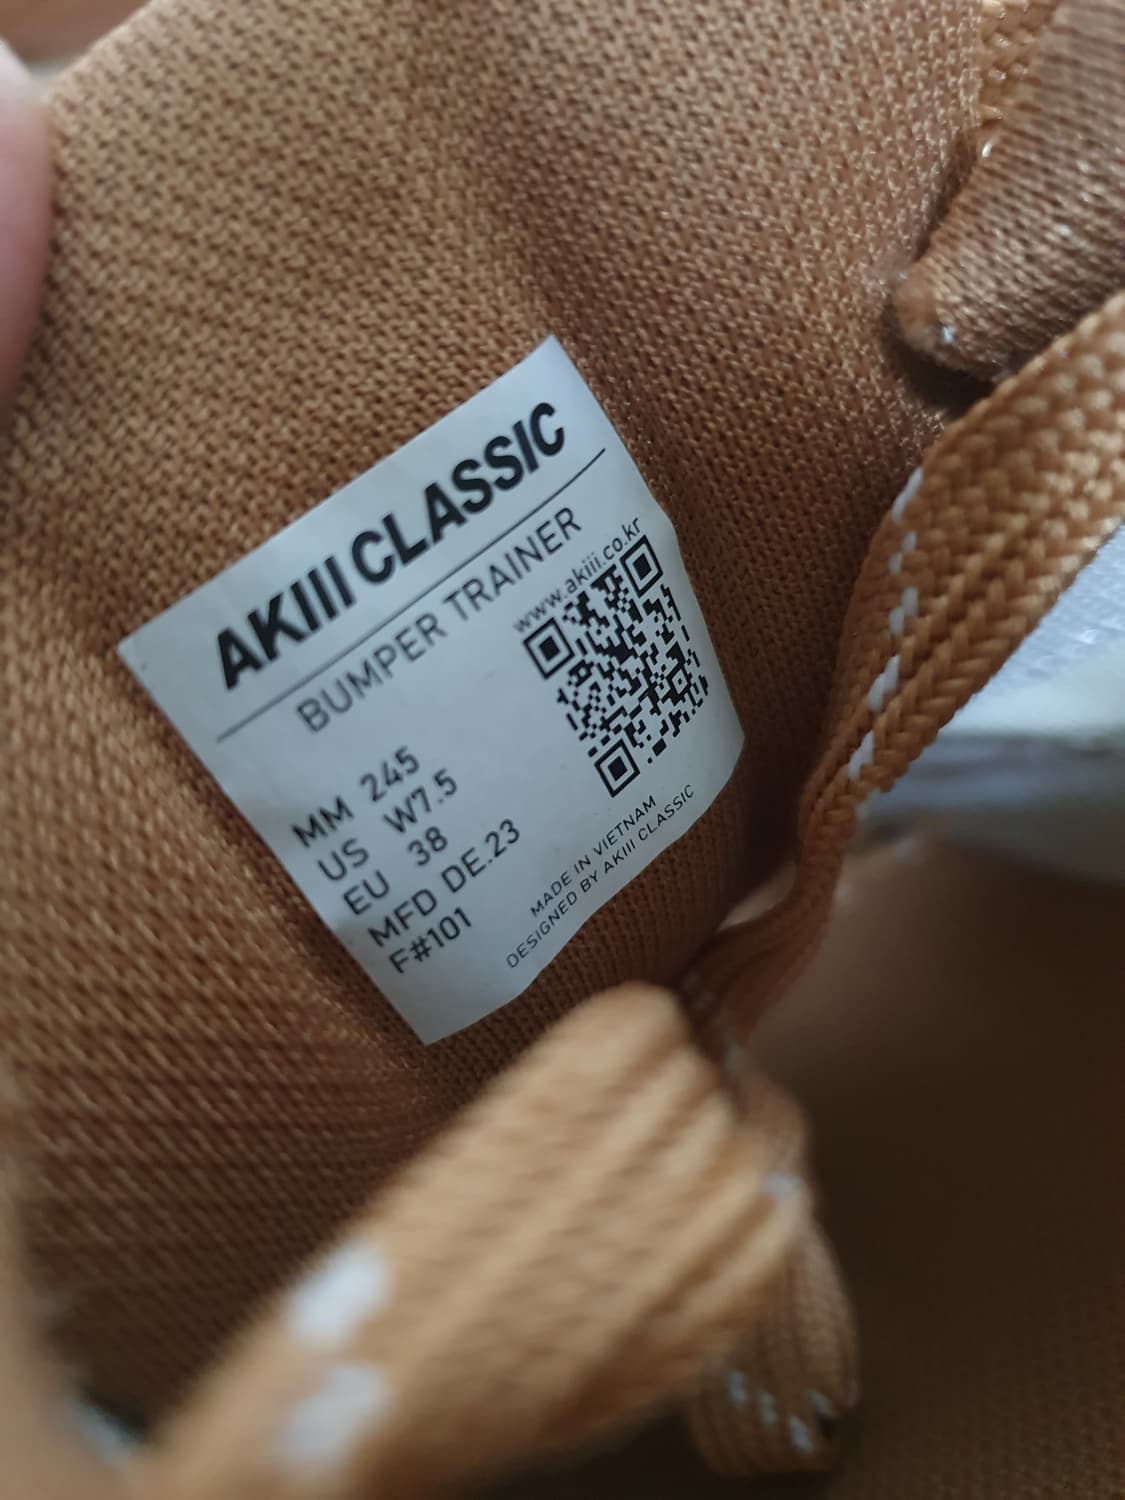 AKIII CLASSIC
BUMPER TRAINER
www.akiii.co.kr
MM 245
US W7.5
EU 38
MFD DE.23
F#101
MADE IN VIETNAM
DESIGNED BY AKIII CLASSIC